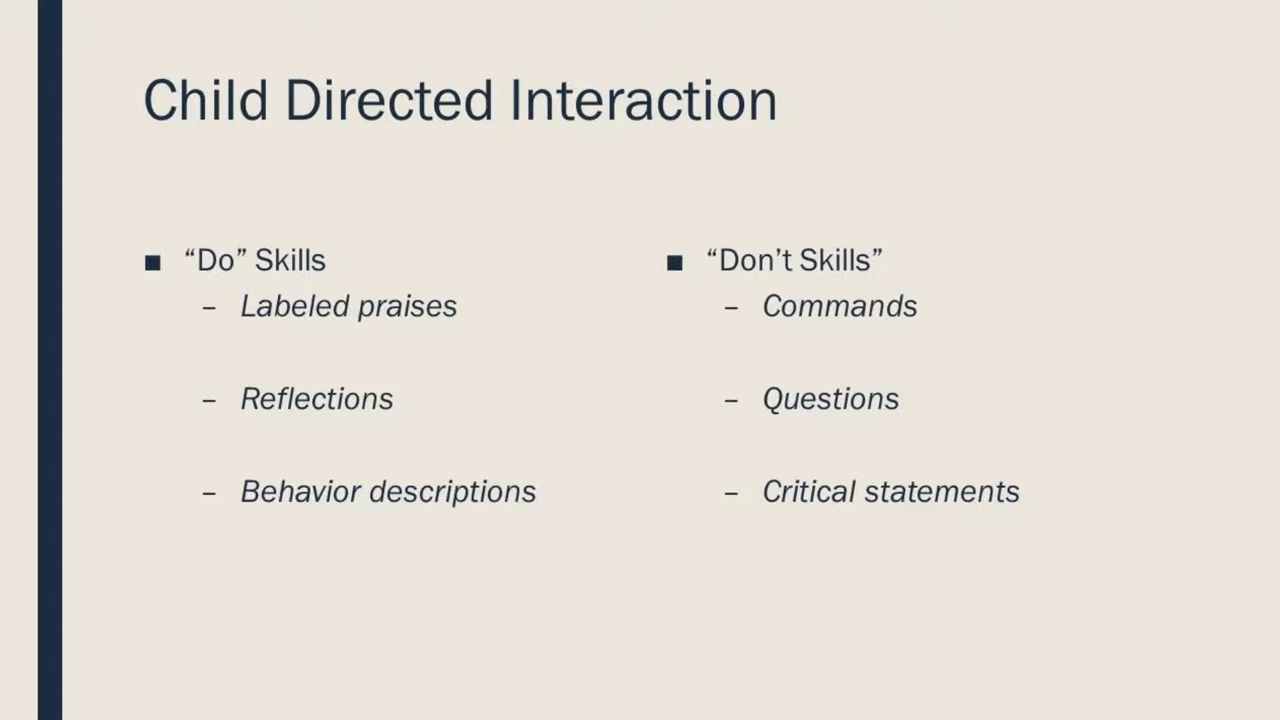 Child Directed Interaction
■ “Do” Skills
– Labeled praises
– Reflections
– Behavior descriptions
■ “Don’t Skills”
– Commands
– Questions
– Critical statements